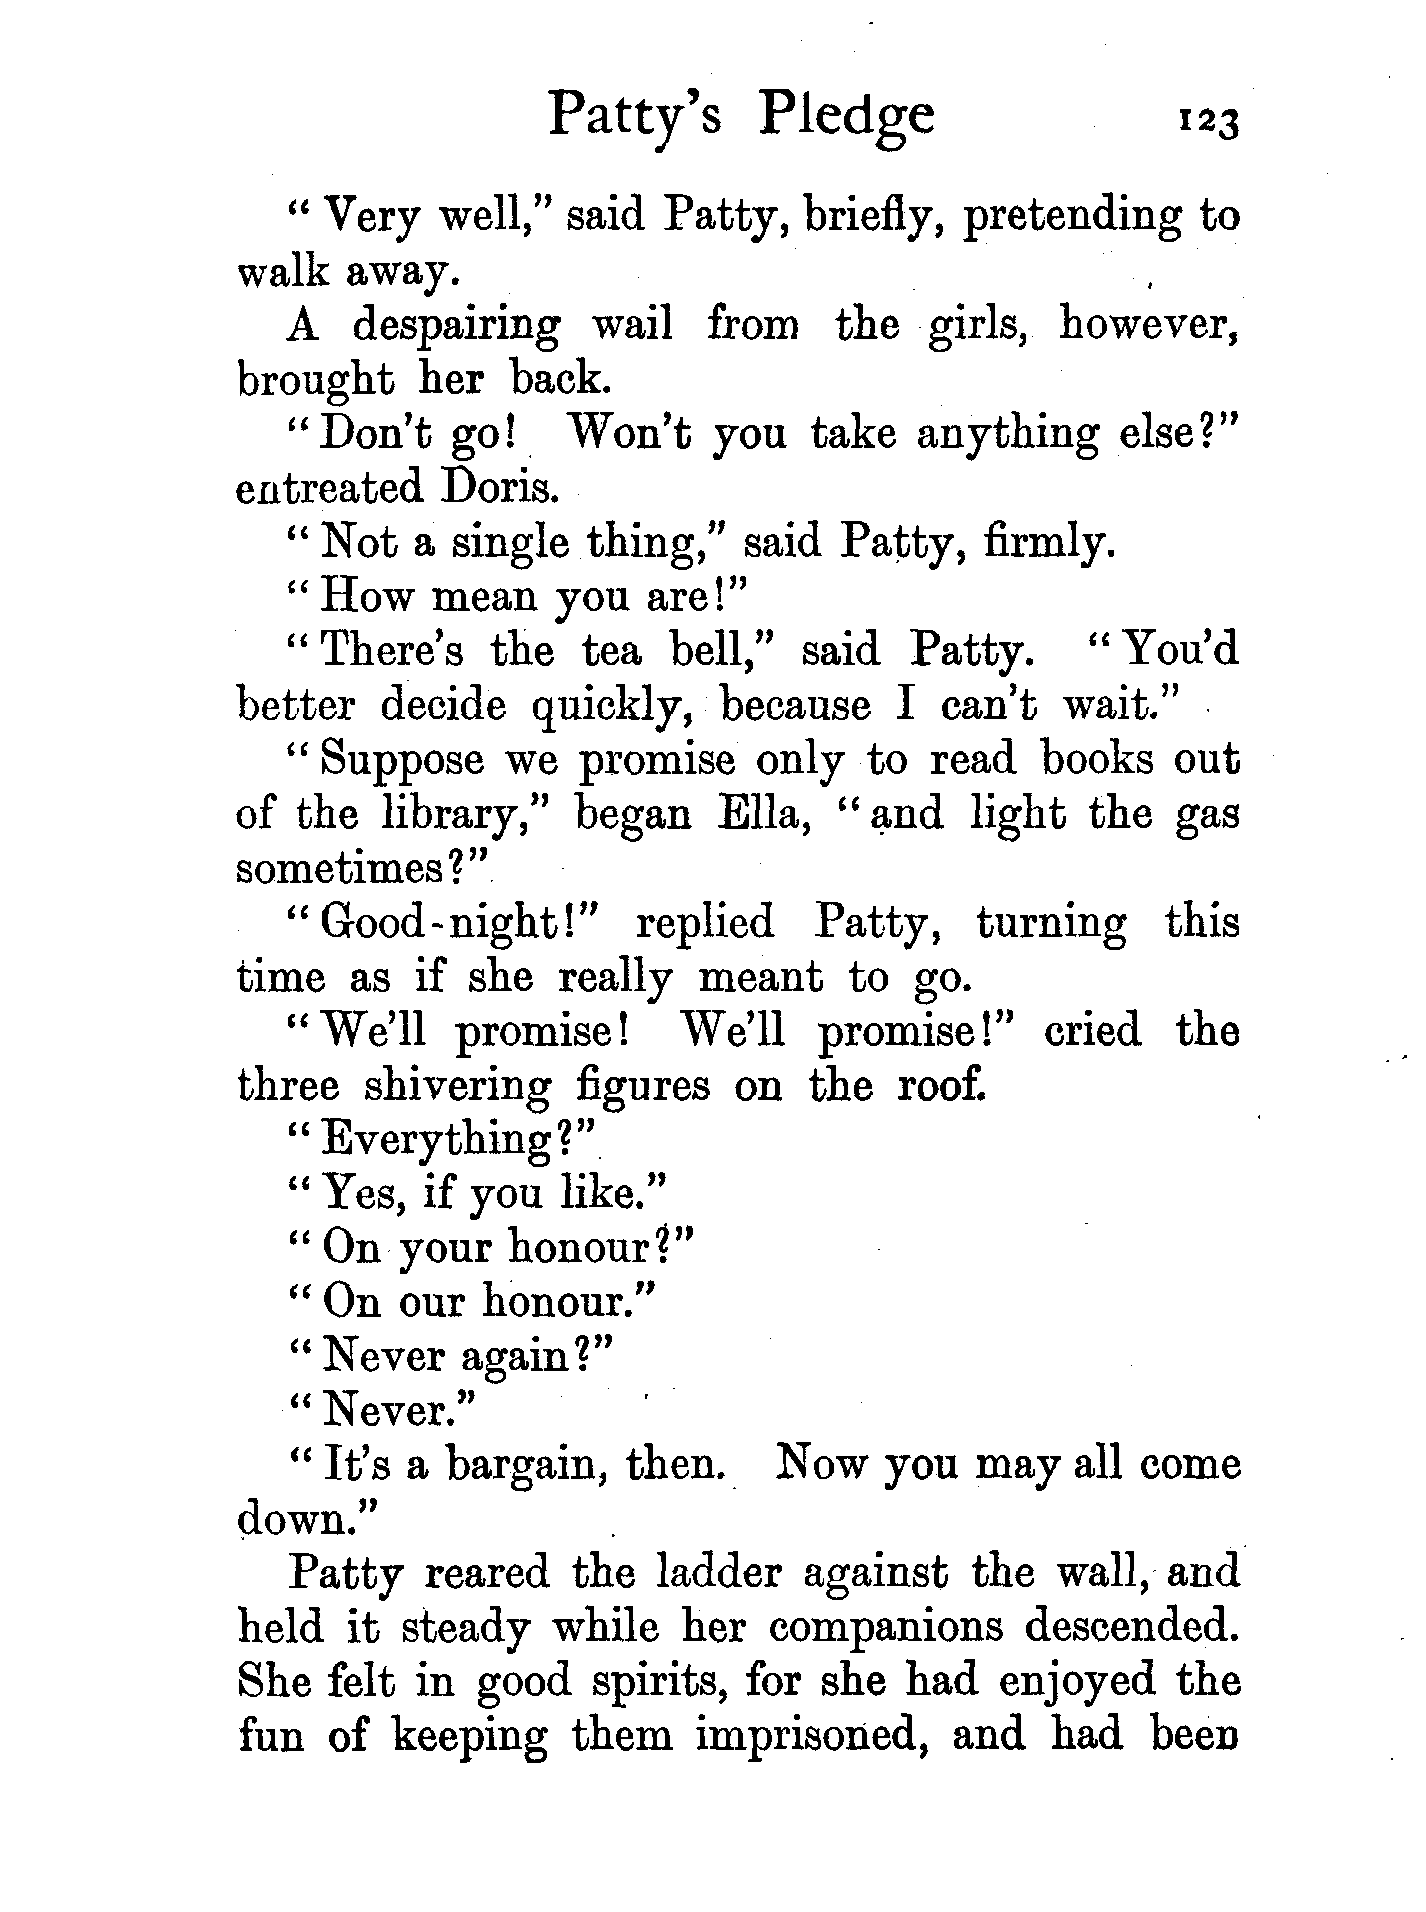 Patty's Pledge 123
"Very well," said Patty, briefly, pretending to
walk away.
A despairing wail from the girls, however,
brought her back.
"Don't go! Won't you take anything else?"
entreated Doris.
"Not a single thing," said Patty, firmly.
"How mean you are!"
"There's the tea bell," said Patty. "You'd
better decide quickly, because I can't wait."
"Suppose we promise only to read books out
of the library," began Ella, "and light the gas
sometimes?"
"Good-night!" replied Patty, turning this
time as if she really meant to go.
"We'll promise! We'll promise!" cried the
three shivering figures on the roof.
"Everything?"
"Yes, if you like."
"On your honour?"
"On our honour."
"Never again?"
"Never."
"It's a bargain, then. Now you may all come
down."
Patty reared the ladder against the wall, and
held it steady while her companions descended.
She felt in good spirits, for she had enjoyed the
fun of keeping them imprisoned, and had been